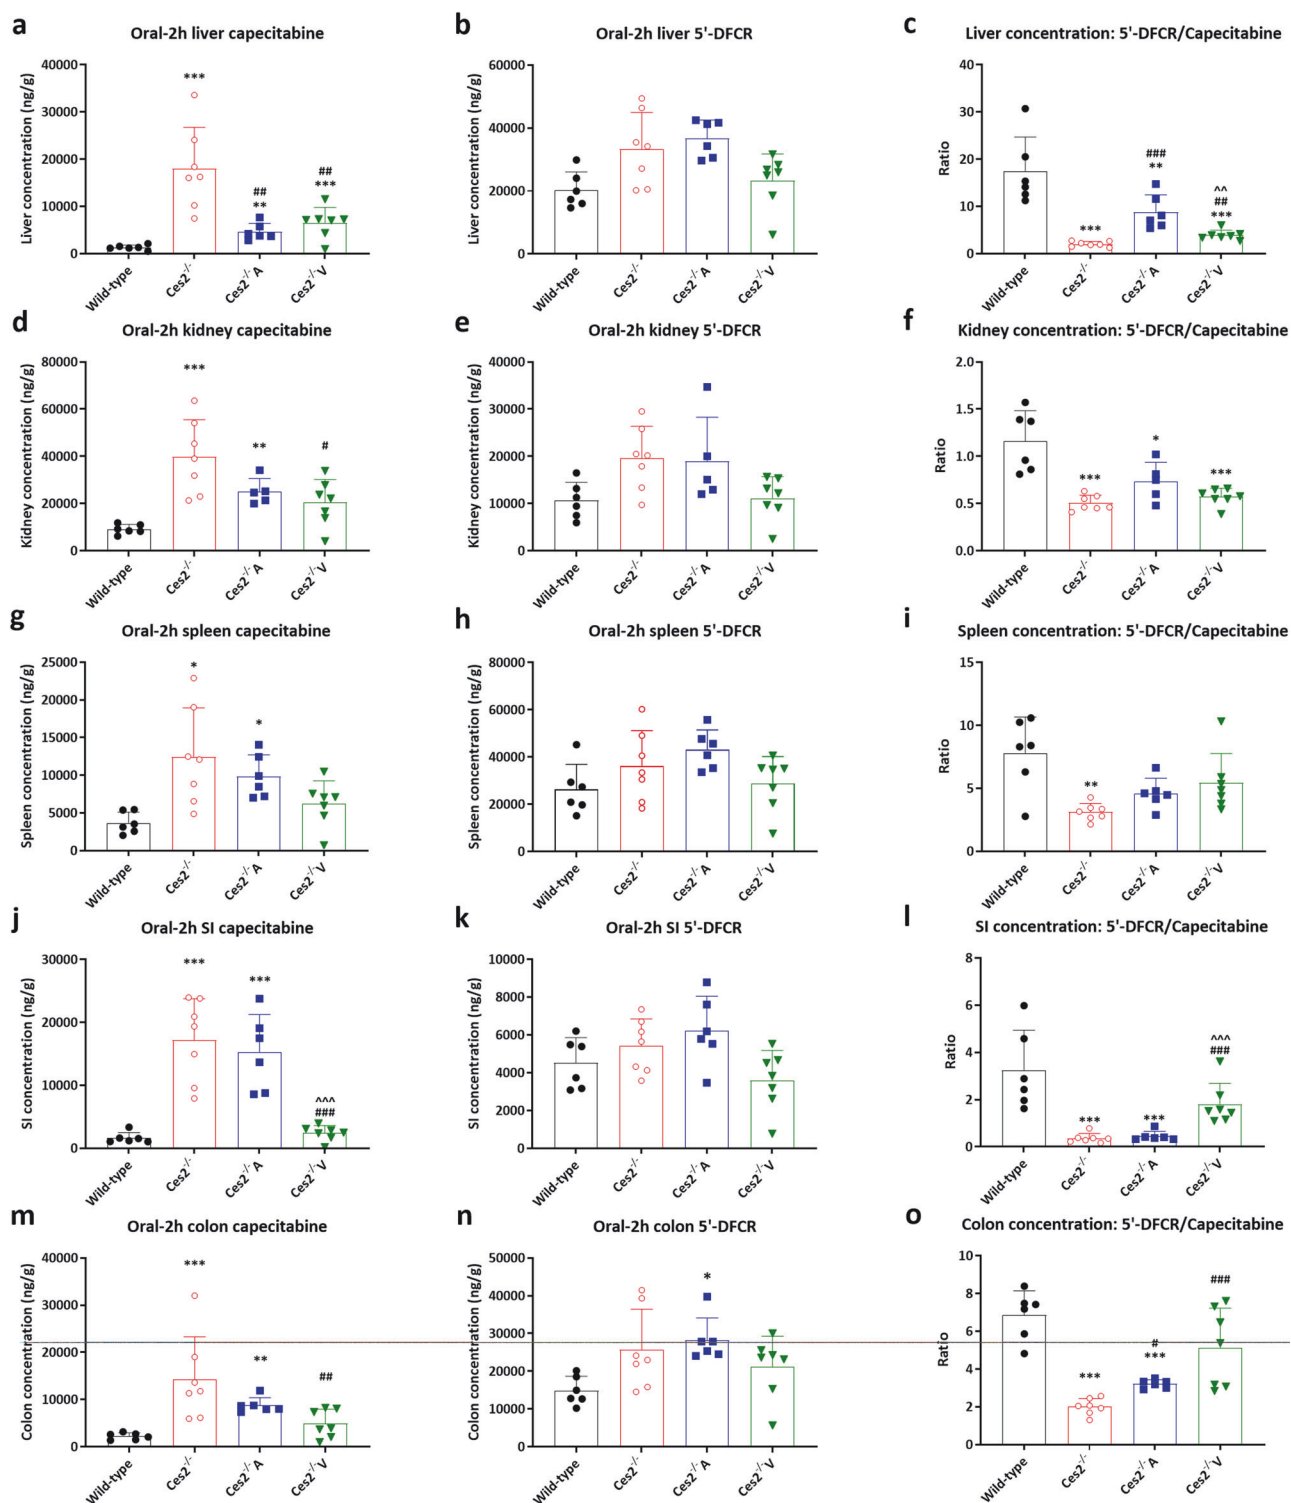 a
Oral-2h liver capecitabine
Liver concentration (ng/g)
40000
30000
20000
10000
0
***
##
**
##
***
Wild-type
Ces2-/-
Ces2-/-A
Ces2-/-V
b
Oral-2h liver 5'-DFCR
Liver concentration (ng/g)
60000
40000
20000
0
Wild-type
Ces2-/-
Ces2-/-A
Ces2-/-V
c
Liver concentration: 5'-DFCR/Capecitabine
Ratio
40
30
20
10
0
***
###
**
^^
##
***
Wild-type
Ces2-/-
Ces2-/-A
Ces2-/-V
d
Oral-2h kidney capecitabine
Kidney concentration (ng/g)
80000
60000
40000
20000
0
***
**
#
Wild-type
Ces2-/-
Ces2-/-A
Ces2-/-V
e
Oral-2h kidney 5'-DFCR
Kidney concentration (ng/g)
40000
30000
20000
10000
0
Wild-type
Ces2-/-
Ces2-/-A
Ces2-/-V
f
Kidney concentration: 5'-DFCR/Capecitabine
Ratio
2.0
1.5
1.0
0.5
0.0
***
*
***
Wild-type
Ces2-/-
Ces2-/-A
Ces2-/-V
g
Oral-2h spleen capecitabine
Spleen concentration (ng/g)
25000
20000
15000
10000
5000
0
*
*
Wild-type
Ces2-/-
Ces2-/-A
Ces2-/-V
h
Oral-2h spleen 5'-DFCR
Spleen concentration (ng/g)
80000
60000
40000
20000
0
Wild-type
Ces2-/-
Ces2-/-A
Ces2-/-V
i
Spleen concentration: 5'-DFCR/Capecitabine
Ratio
15
10
5
0
**
Wild-type
Ces2-/-
Ces2-/-A
Ces2-/-V
j
Oral-2h SI capecitabine
SI concentration (ng/g)
30000
20000
10000
0
***
***
^^^
###
Wild-type
Ces2-/-
Ces2-/-A
Ces2-/-V
k
Oral-2h SI 5'-DFCR
SI concentration (ng/g)
10000
8000
6000
4000
2000
0
Wild-type
Ces2-/-
Ces2-/-A
Ces2-/-V
l
SI concentration: 5'-DFCR/Capecitabine
Ratio
8
6
4
2
0
***
***
^^^
###
Wild-type
Ces2-/-
Ces2-/-A
Ces2-/-V
m
Oral-2h colon capecitabine
Colon concentration (ng/g)
40000
30000
20000
10000
0
***
**
##
Wild-type
Ces2-/-
Ces2-/-A
Ces2-/-V
n
Oral-2h colon 5'-DFCR
Colon concentration (ng/g)
50000
40000
30000
20000
10000
0
*
Wild-type
Ces2-/-
Ces2-/-A
Ces2-/-V
o
Colon concentration: 5'-DFCR/Capecitabine
Ratio
10
8
6
4
2
0
***
#
***
###
Wild-type
Ces2-/-
Ces2-/-A
Ces2-/-V